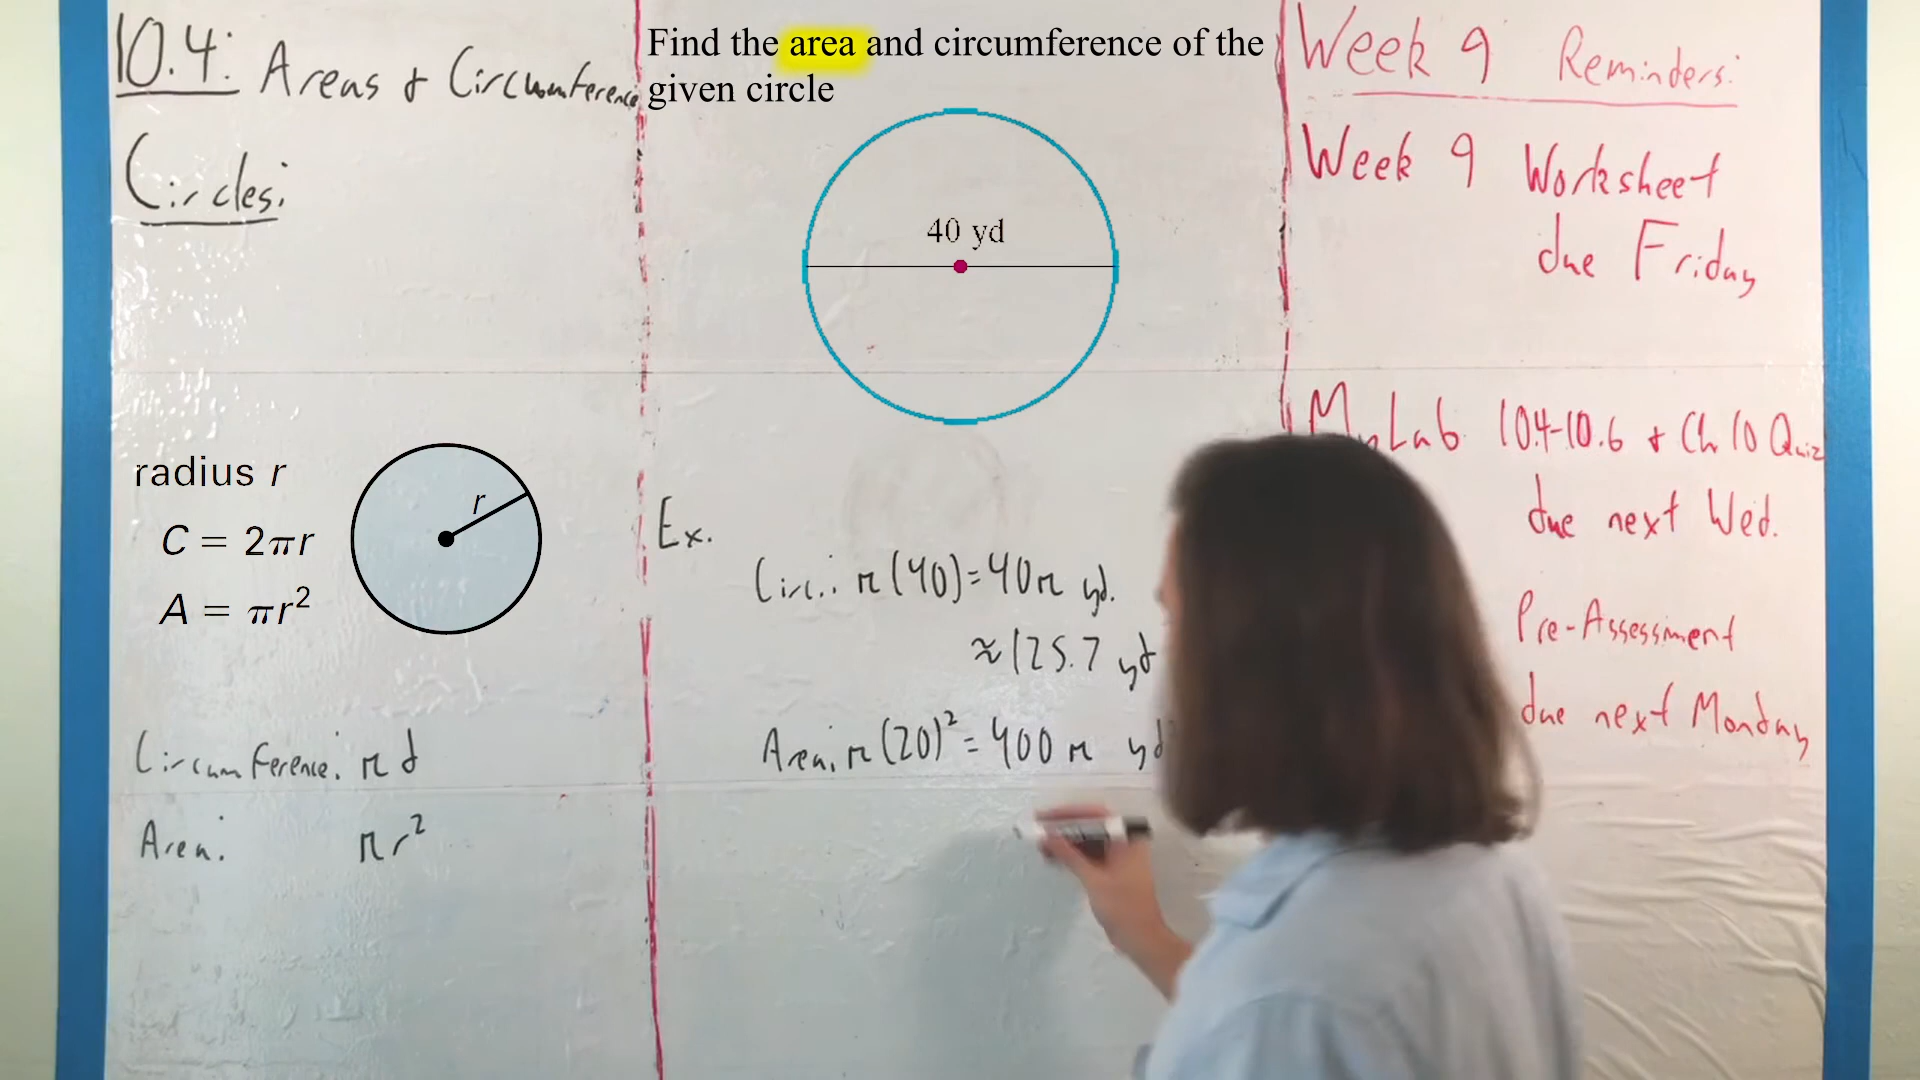 10.4: Areas & Circumference
Circles:
radius r
C = 2πr
A = πr²
r
Circumference: π d
Area: π r²
Find the area and circumference of the
given circle
40 yd
Ex.
Circ.: π(40)=40π yd.
≈125.7 yd
Area: π(20)²=400π yd
Week 9 Reminders:
Week 9 Worksheet
due Friday
MyLab 10.4-10.6 & Ch 10 Quiz
due next Wed.
Pre-Assessment
due next Monday